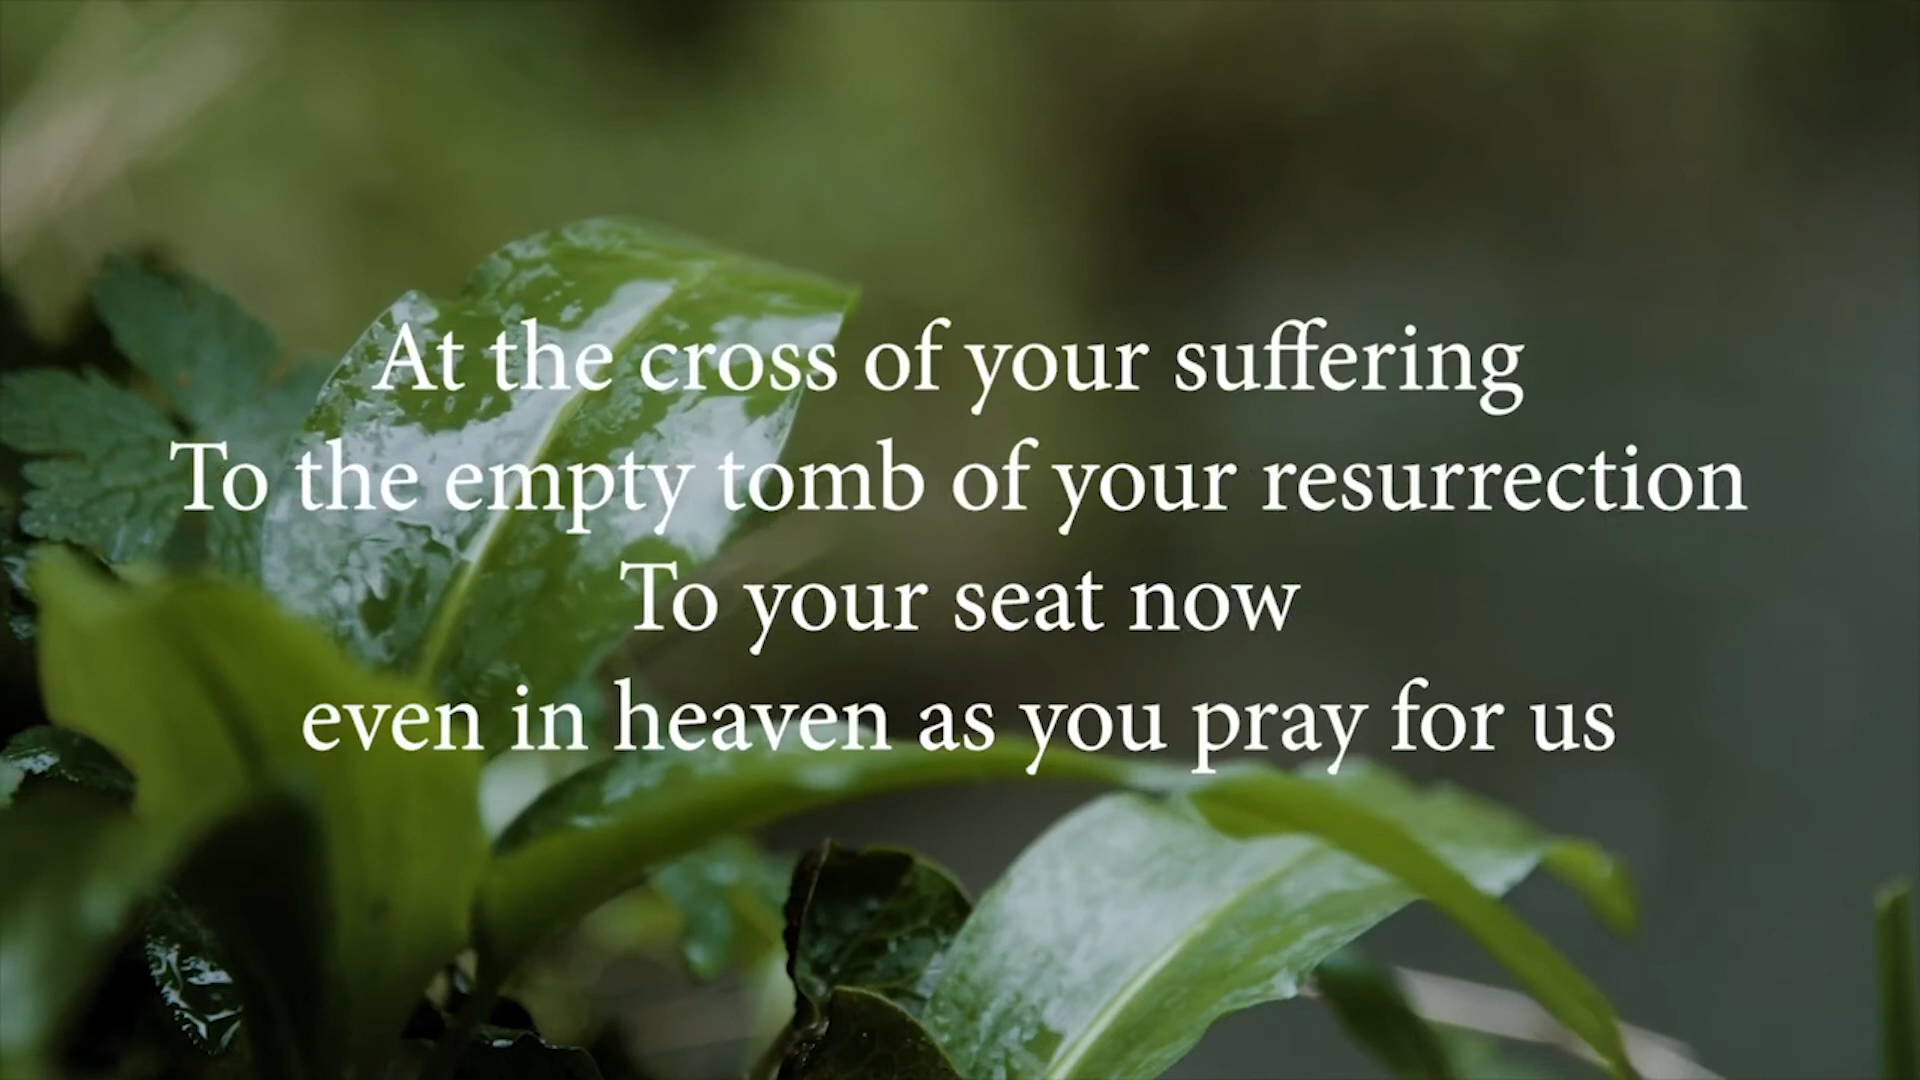 At the cross of your suffering
To the empty tomb of your resurrection
To your seat now
even in heaven as you pray for us